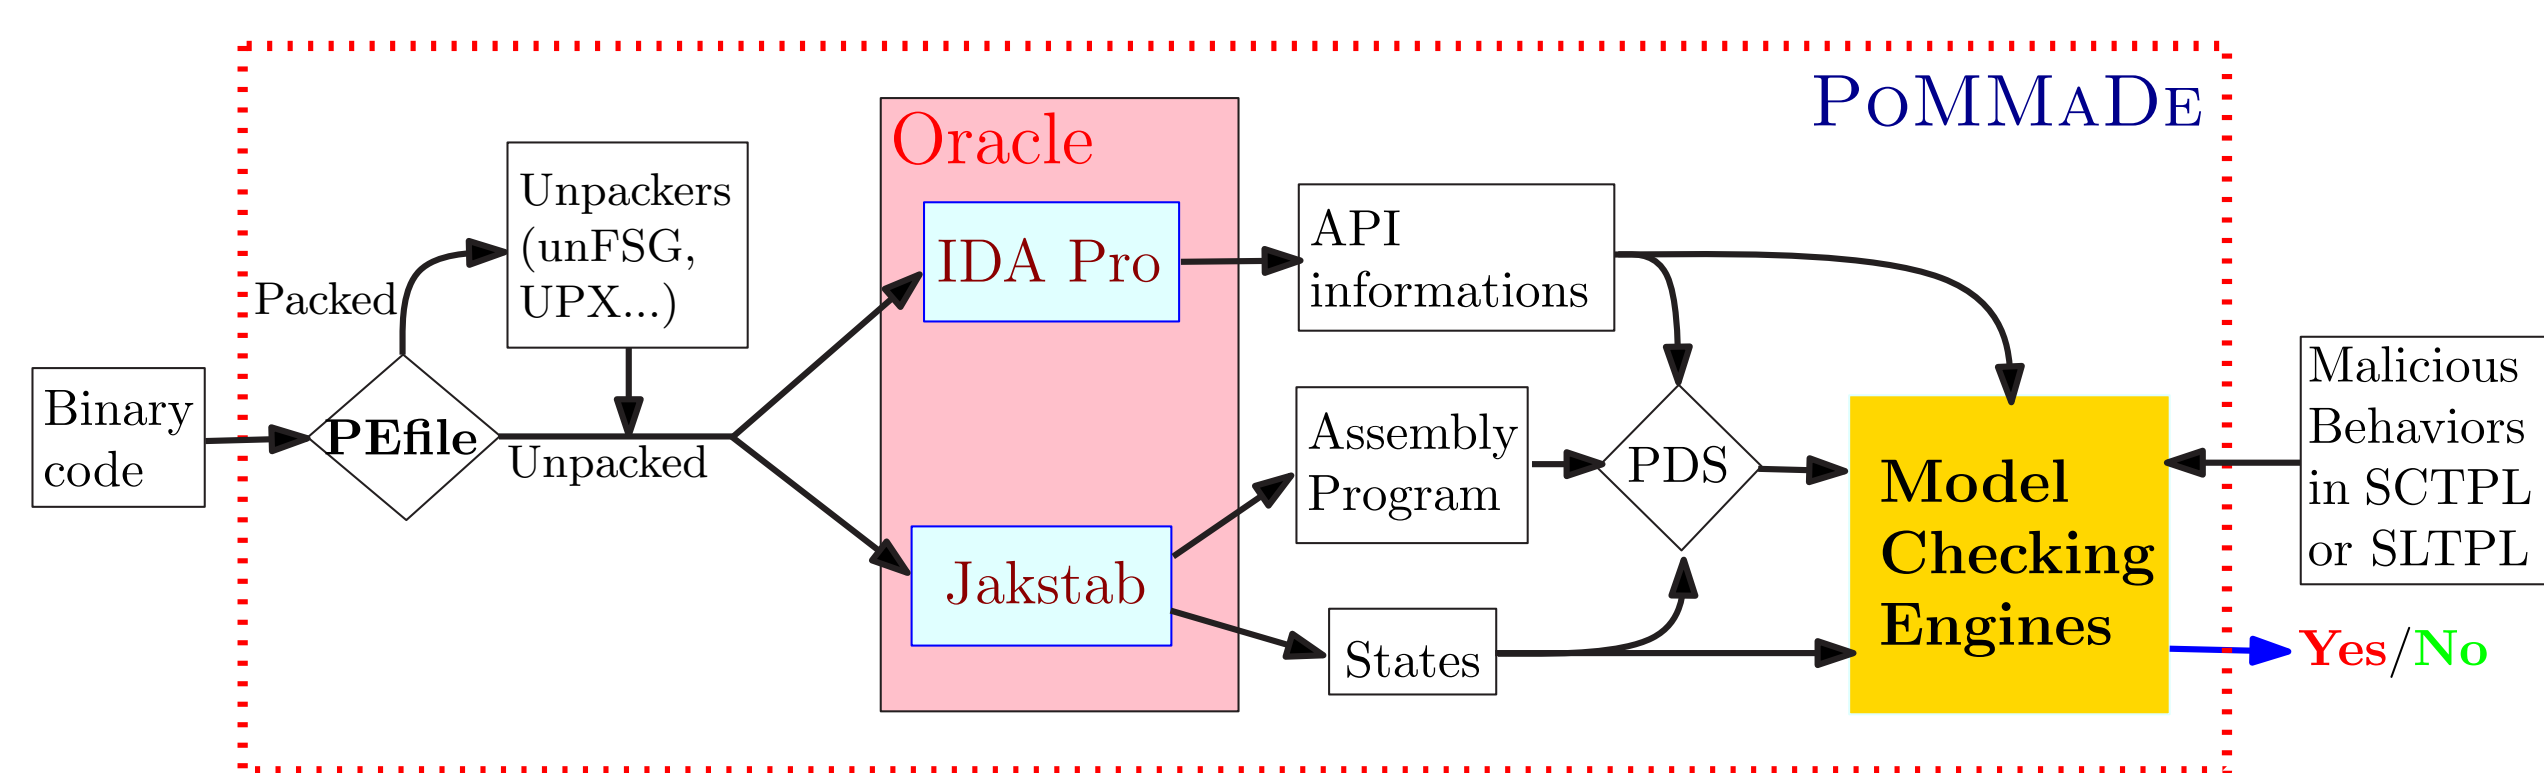 PoMMaDe
Oracle
Unpackers
(unFSG,
UPX...)
Packed
IDA Pro
API
informations
Binary
code
PEfile
Unpacked
Jakstab
Assembly
Program
States
PDS
Model
Checking
Engines
Malicious
Behaviors
in SCTPL
or SLTPL
Yes/No